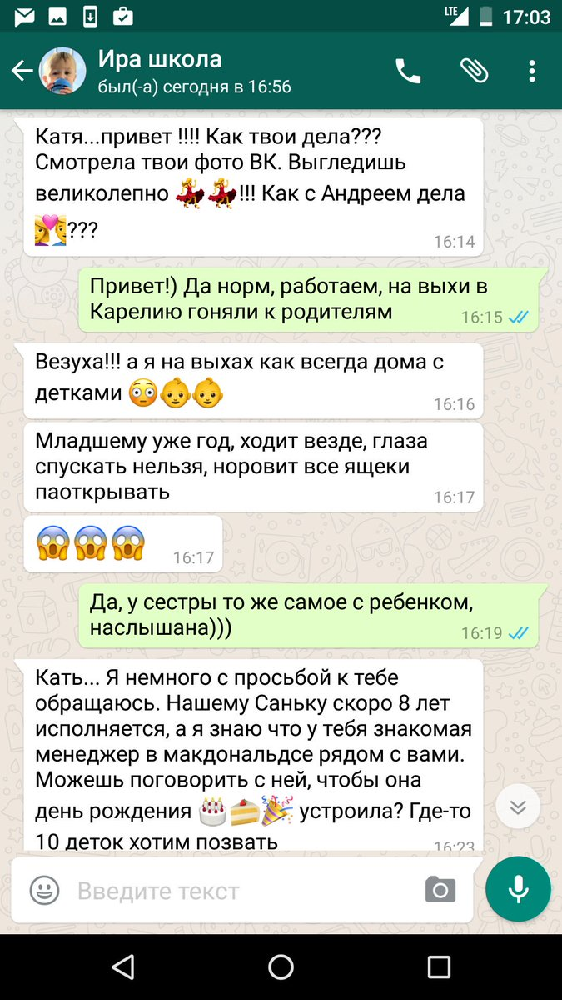 LTE 17:03
Ира школа
был(-а) сегодня в 16:56
Катя...привет !!!! Как твои дела???
Смотрела твои фото ВК. Выгледишь
великолепно 💃💃!!! Как с Андреем дела
💑???
16:14
Привет!) Да норм, работаем, на выхи в
Карелию гоняли к родителям
16:15
Везуха!!! а я на выхах как всегда дома с
детками 😳👶👶
16:16
Младшему уже год, ходит везде, глаза
спускать нельзя, норовит все ящеки
паоткрывать
16:17
😱😱😱
16:17
Да, у сестры то же самое с ребенком,
наслышана)))
16:19
Кать... Я немного с просьбой к тебе
обращаюсь. Нашему Саньку скоро 8 лет
исполняется, а я знаю что у тебя знакомая
менеджер в макдональдсе рядом с вами.
Можешь поговорить с ней, чтобы она
день рождения 🎂🍰🎉 устроила? Где-то
10 деток хотим позвать
16:23
Введите текст